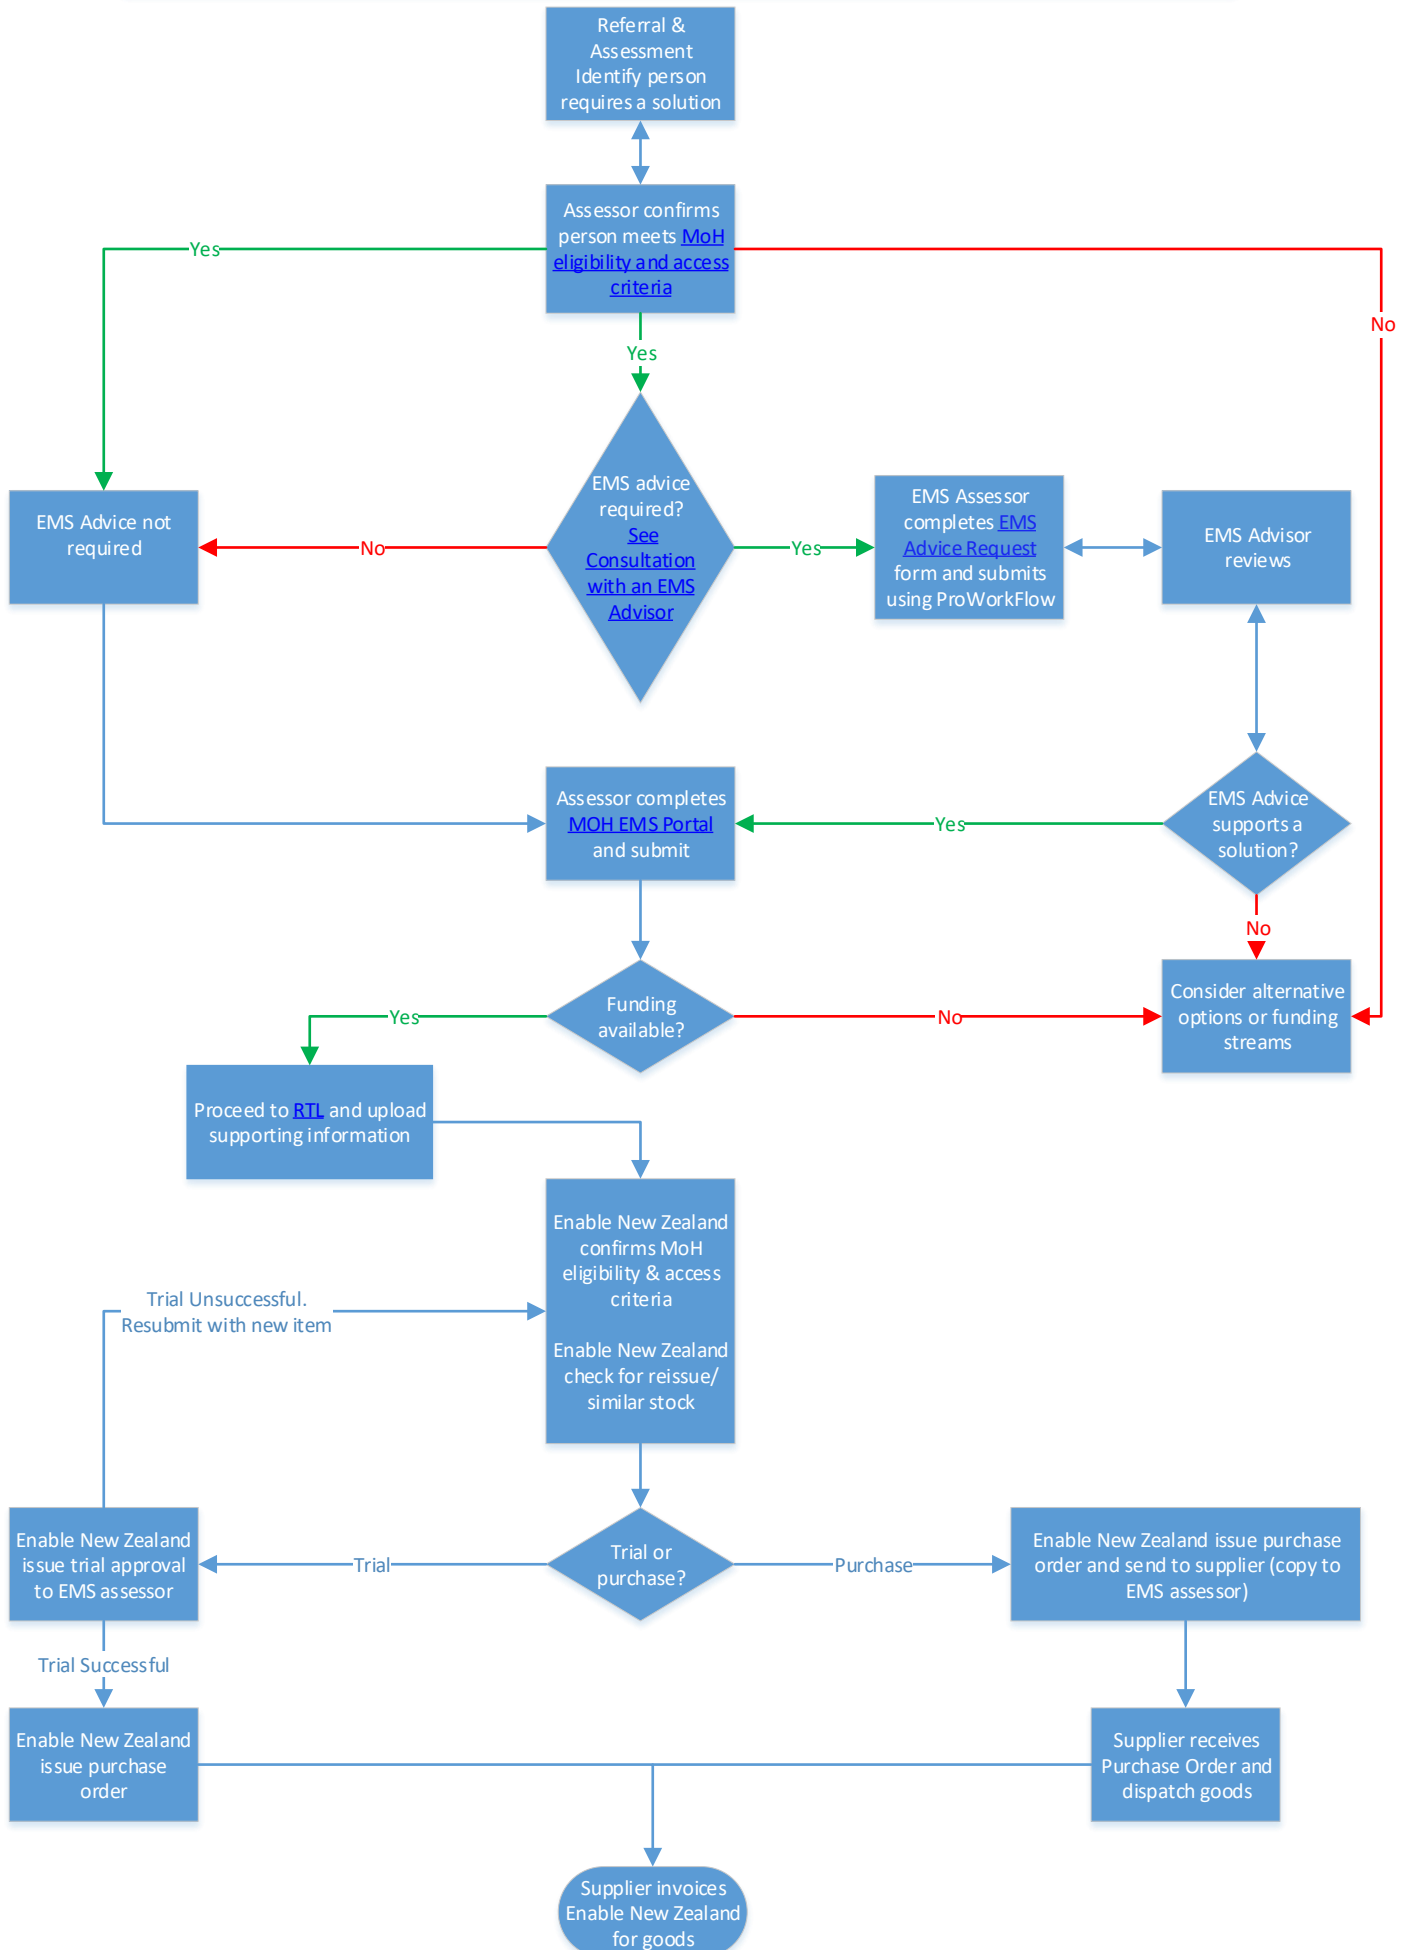 Referral &
Assessment
Identify person
requires a solution
Assessor confirms
person meets MoH
eligibility and access
criteria
Yes
No
Yes
EMS Advice not
required
No
EMS advice
required?
See
Consultation
with an EMS
Advisor
Yes
EMS Assessor
completes EMS
Advice Request
form and submits
using ProWorkFlow
EMS Advisor
reviews
Assessor completes
MOH EMS Portal
and submit
Yes
EMS Advice
supports a
solution?
No
Funding
available?
Yes
No
Consider alternative
options or funding
streams
Proceed to RTL and upload
supporting information
Enable New Zealand
confirms MoH
eligibility & access
criteria
Enable New Zealand
check for reissue/
similar stock
Trial Unsuccessful.
Resubmit with new item
Enable New Zealand
issue trial approval
to EMS assessor
Trial
Trial or
purchase?
Purchase
Enable New Zealand issue purchase
order and send to supplier (copy to
EMS assessor)
Trial Successful
Enable New Zealand
issue purchase
order
Supplier receives
Purchase Order and
dispatch goods
Supplier invoices
Enable New Zealand
for goods